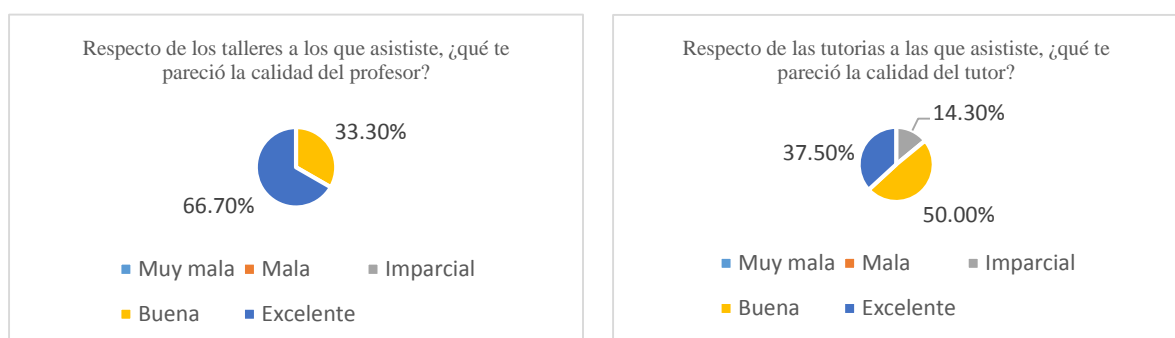 Respecto de los talleres a los que asististe, ¿qué te
pareció la calidad del profesor?
33.30%
66.70%
Muy mala Mala Imparcial
Buena Excelente
Respecto de las tutorias a las que asististe, ¿qué te
pareció la calidad del tutor?
14.30%
37.50%
50.00%
Muy mala Mala Imparcial
Buena Excelente